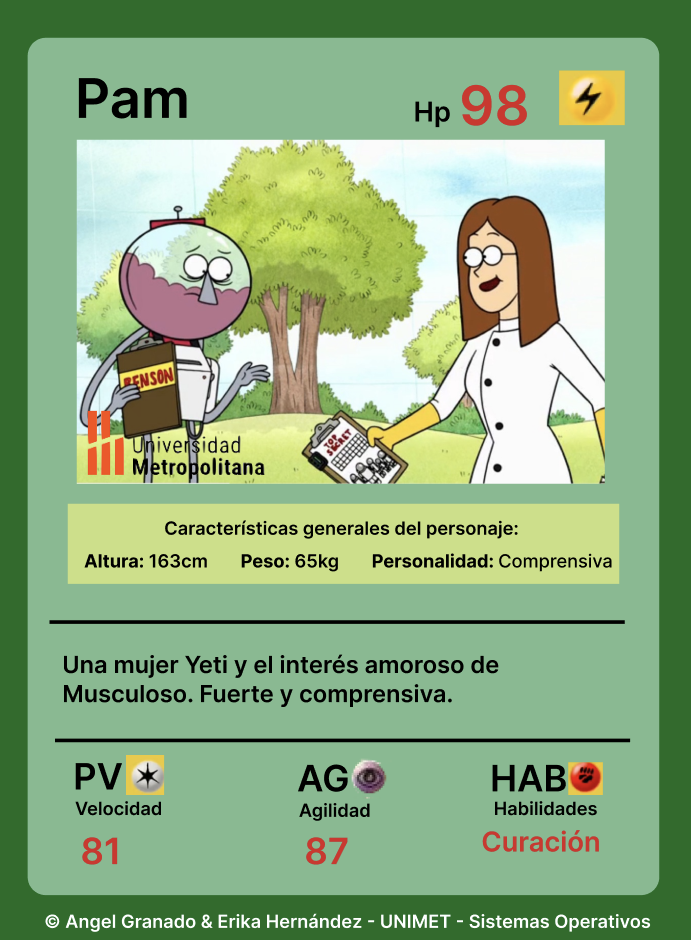 Pam
Hp 98
BENSON
TOP
SECRET
Universidad
Metropolitana
Características generales del personaje:
Altura: 163cm Peso: 65kg Personalidad: Comprensiva
Una mujer Yeti y el interés amoroso de
Musculoso. Fuerte y comprensiva.
PV AG HAB
Velocidad Agilidad Habilidades
81 87 Curación
© Angel Granado & Erika Hernández - UNIMET - Sistemas Operativos